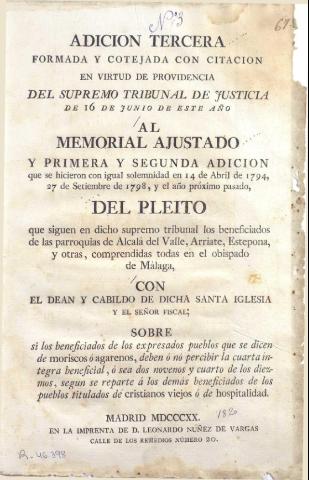 N.º 3
67
ADICION TERCERA
FORMADA Y COTEJADA CON CITACION
EN VIRTUD DE PROVIDENCIA
DEL SUPREMO TRIBUNAL DE JUSTICIA
DE 16 DE JUNIO DE ESTE AÑO
AL
MEMORIAL AJUSTADO
Y PRIMERA Y SEGUNDA ADICION
que se hicieron con igual solemnidad en 14 de Abril de 1794,
27 de Setiembre de 1798, y el año próximo pasado,
DEL PLEITO
que siguen en dicho supremo tribunal los beneficiados
de las parroquias de Alcalá del Valle, Arriate, Estepona,
y otras, comprendidas todas en el obispado
de Málaga,
CON
EL DEAN Y CABILDO DE DICHA SANTA IGLESIA
Y EL SEÑOR FISCAL;
SOBRE
si los beneficiados de los expresados pueblos que se dicen
de moriscos ó agarenos, deben ó no percibir la cuarta in-
tegra beneficial, ó sea dos novenos y cuarto de los diez-
mos, segun se reparte á los demás beneficiados de los
pueblos titulados de cristianos viejos ó de hospitalidad.
MADRID MDCCCXX.
1820
EN LA IMPRENTA DE D. LEONARDO NUÑEZ DE VARGAS
CALLE DE LOS REMEDIOS NÚMERO 20.
R. 46.398